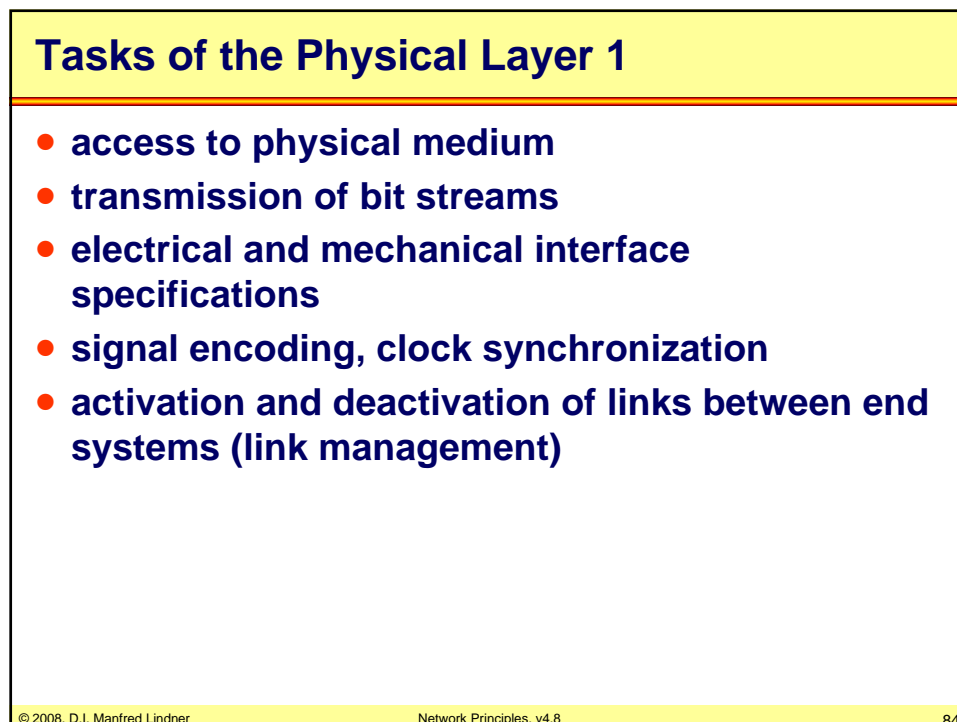 Tasks of the Physical Layer 1
• access to physical medium
• transmission of bit streams
• electrical and mechanical interface
specifications
• signal encoding, clock synchronization
• activation and deactivation of links between end
systems (link management)
© 2008, D.I. Manfred Lindner Network Principles, v4.8 84